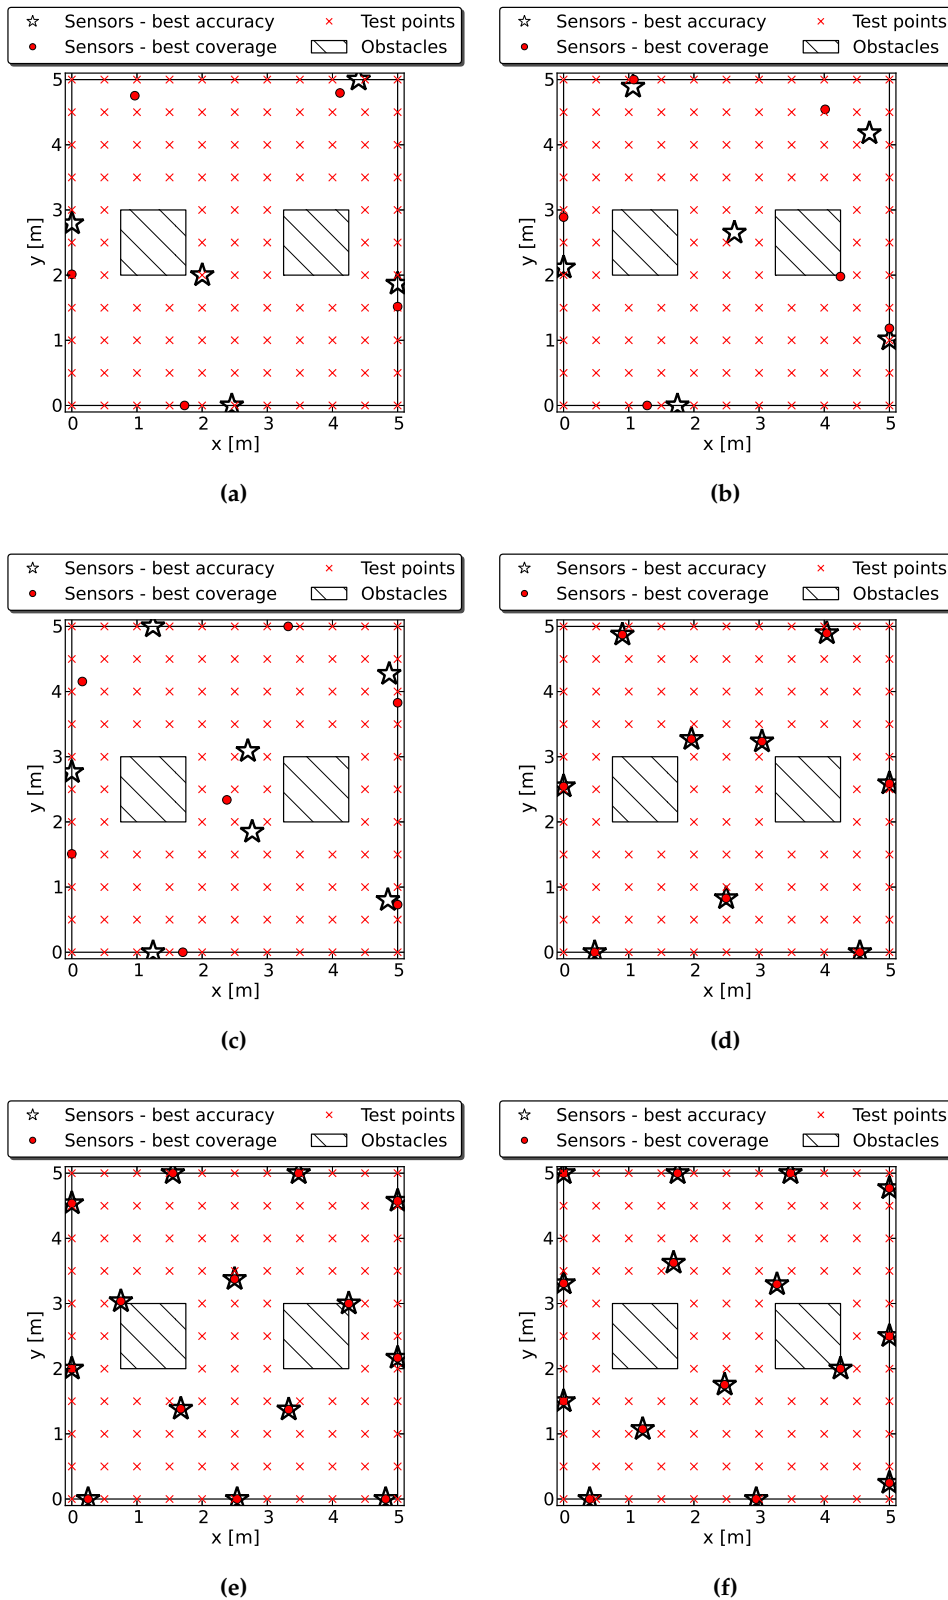 Sensors - best accuracy Test points
Sensors - best coverage Obstacles
Sensors - best accuracy Test points
Sensors - best coverage Obstacles
5
4
3
2
1
0
y [m]
0 1 2 3 4 5
x [m]
5
4
3
2
1
0
y [m]
0 1 2 3 4 5
x [m]
(a)
(b)
Sensors - best accuracy Test points
Sensors - best coverage Obstacles
Sensors - best accuracy Test points
Sensors - best coverage Obstacles
5
4
3
2
1
0
y [m]
0 1 2 3 4 5
x [m]
5
4
3
2
1
0
y [m]
0 1 2 3 4 5
x [m]
(c)
(d)
Sensors - best accuracy Test points
Sensors - best coverage Obstacles
Sensors - best accuracy Test points
Sensors - best coverage Obstacles
5
4
3
2
1
0
y [m]
0 1 2 3 4 5
x [m]
5
4
3
2
1
0
y [m]
0 1 2 3 4 5
x [m]
(e)
(f)